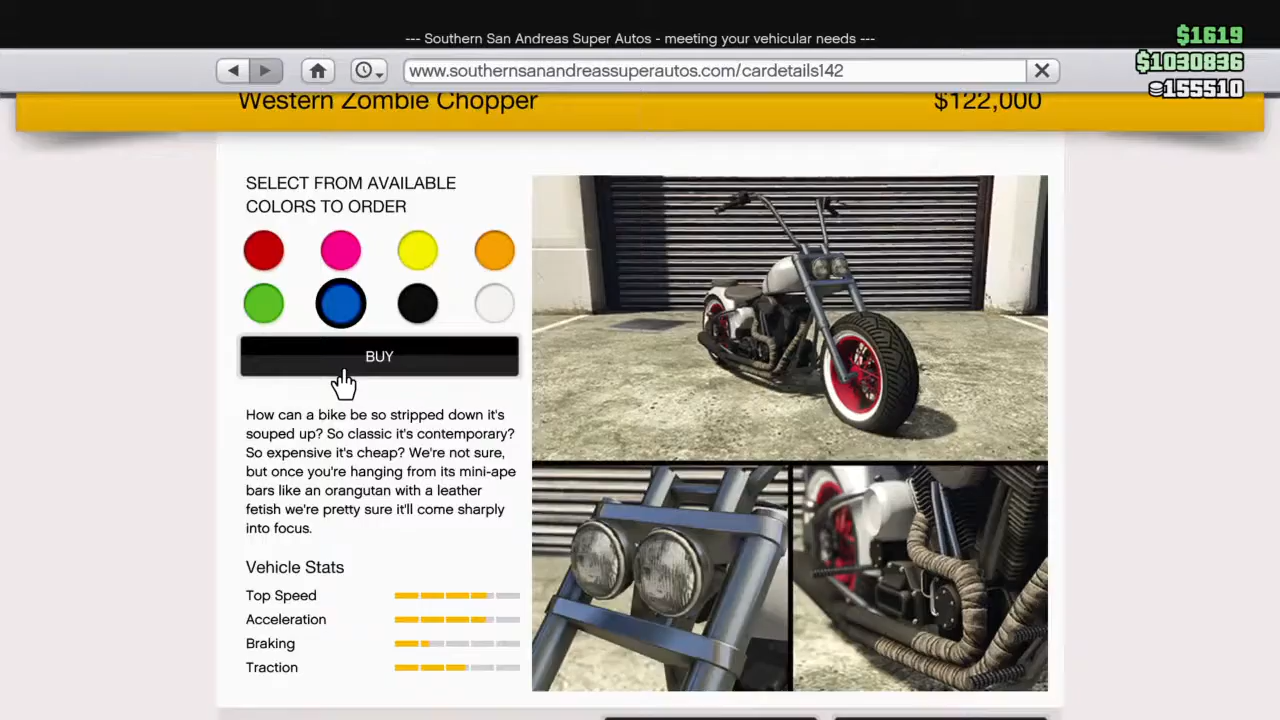 --- Southern San Andreas Super Autos - meeting your vehicular needs ---
$1619
www.southernsanandreassuperautos.com/cardetails142
$1030836
155510
Western Zombie Chopper
$122,000
SELECT FROM AVAILABLE
COLORS TO ORDER
BUY
How can a bike be so stripped down it's
souped up? So classic it's contemporary?
So expensive it's cheap? We're not sure,
but once you're hanging from its mini-ape
bars like an orangutan with a leather
fetish we're pretty sure it'll come sharply
into focus.
Vehicle Stats
Top Speed
Acceleration
Braking
Traction